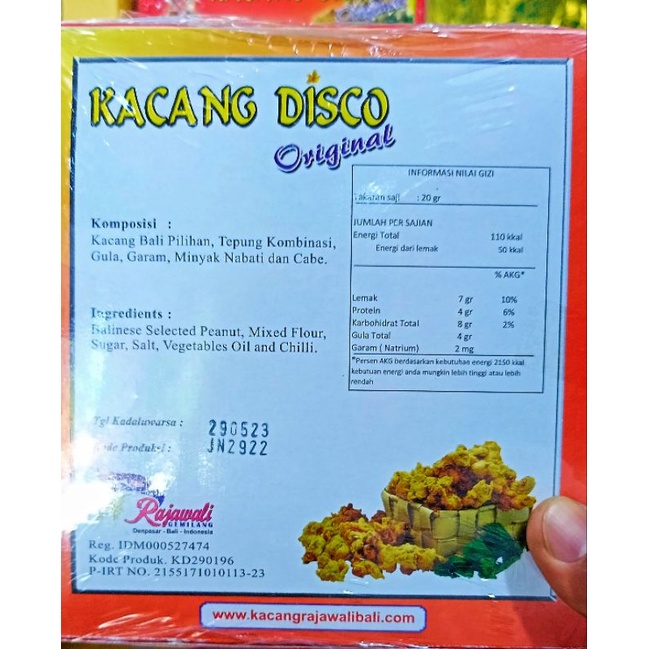 KACANG DISCO
Original
Komposisi :
Kacang Bali Pilihan, Tepung Kombinasi,
Gula, Garam, Minyak Nabati dan Cabe.
Ingredients :
Balinese Selected Peanut, Mixed Flour,
Sugar, Salt, Vegetables Oil and Chilli.
INFORMASI NILAI GIZI
Takaran saji : 20 gr
JUMLAH PER SAJIAN
Energi Total 110 kkal
Energi dari lemak 50 kkal
% AKG*
Lemak 7 gr 10%
Protein 4 gr 6%
Karbohidrat Total 8 gr 2%
Gula Total 4 gr
Garam ( Natrium) 2 mg
*Persen AKG berdasarkan kebutuhan energi 2150 kkal
kebatuan energi anda mungkin lebih tinggi atau lebih
rendah
Tgl Kadaluwarsa : 290523
Kode Produksi : JN2922
Rajawali
GEMILANG
Denpasar - Bali - Indonesia
Reg. IDM000527474
Kode Produk. KD290196
P-IRT NO. 2155171010113-23
www.kacangrajawalibali.com